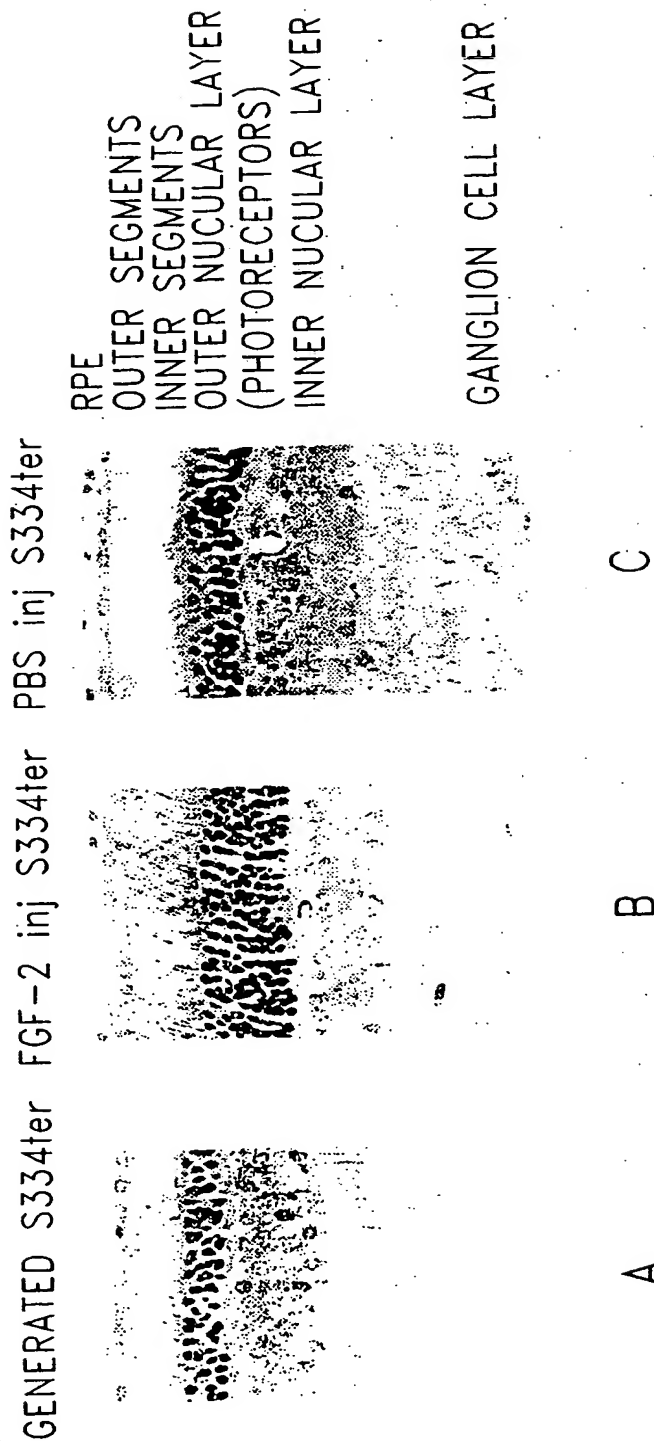 GENERATED S334ter FGF-2 inj S334ter PBS inj S334ter
RPE
OUTER SEGMENTS
INNER SEGMENTS
OUTER NUCULAR LAYER
(PHOTORECEPTORS)
INNER NUCULAR LAYER
GANGLION CELL LAYER
A B C